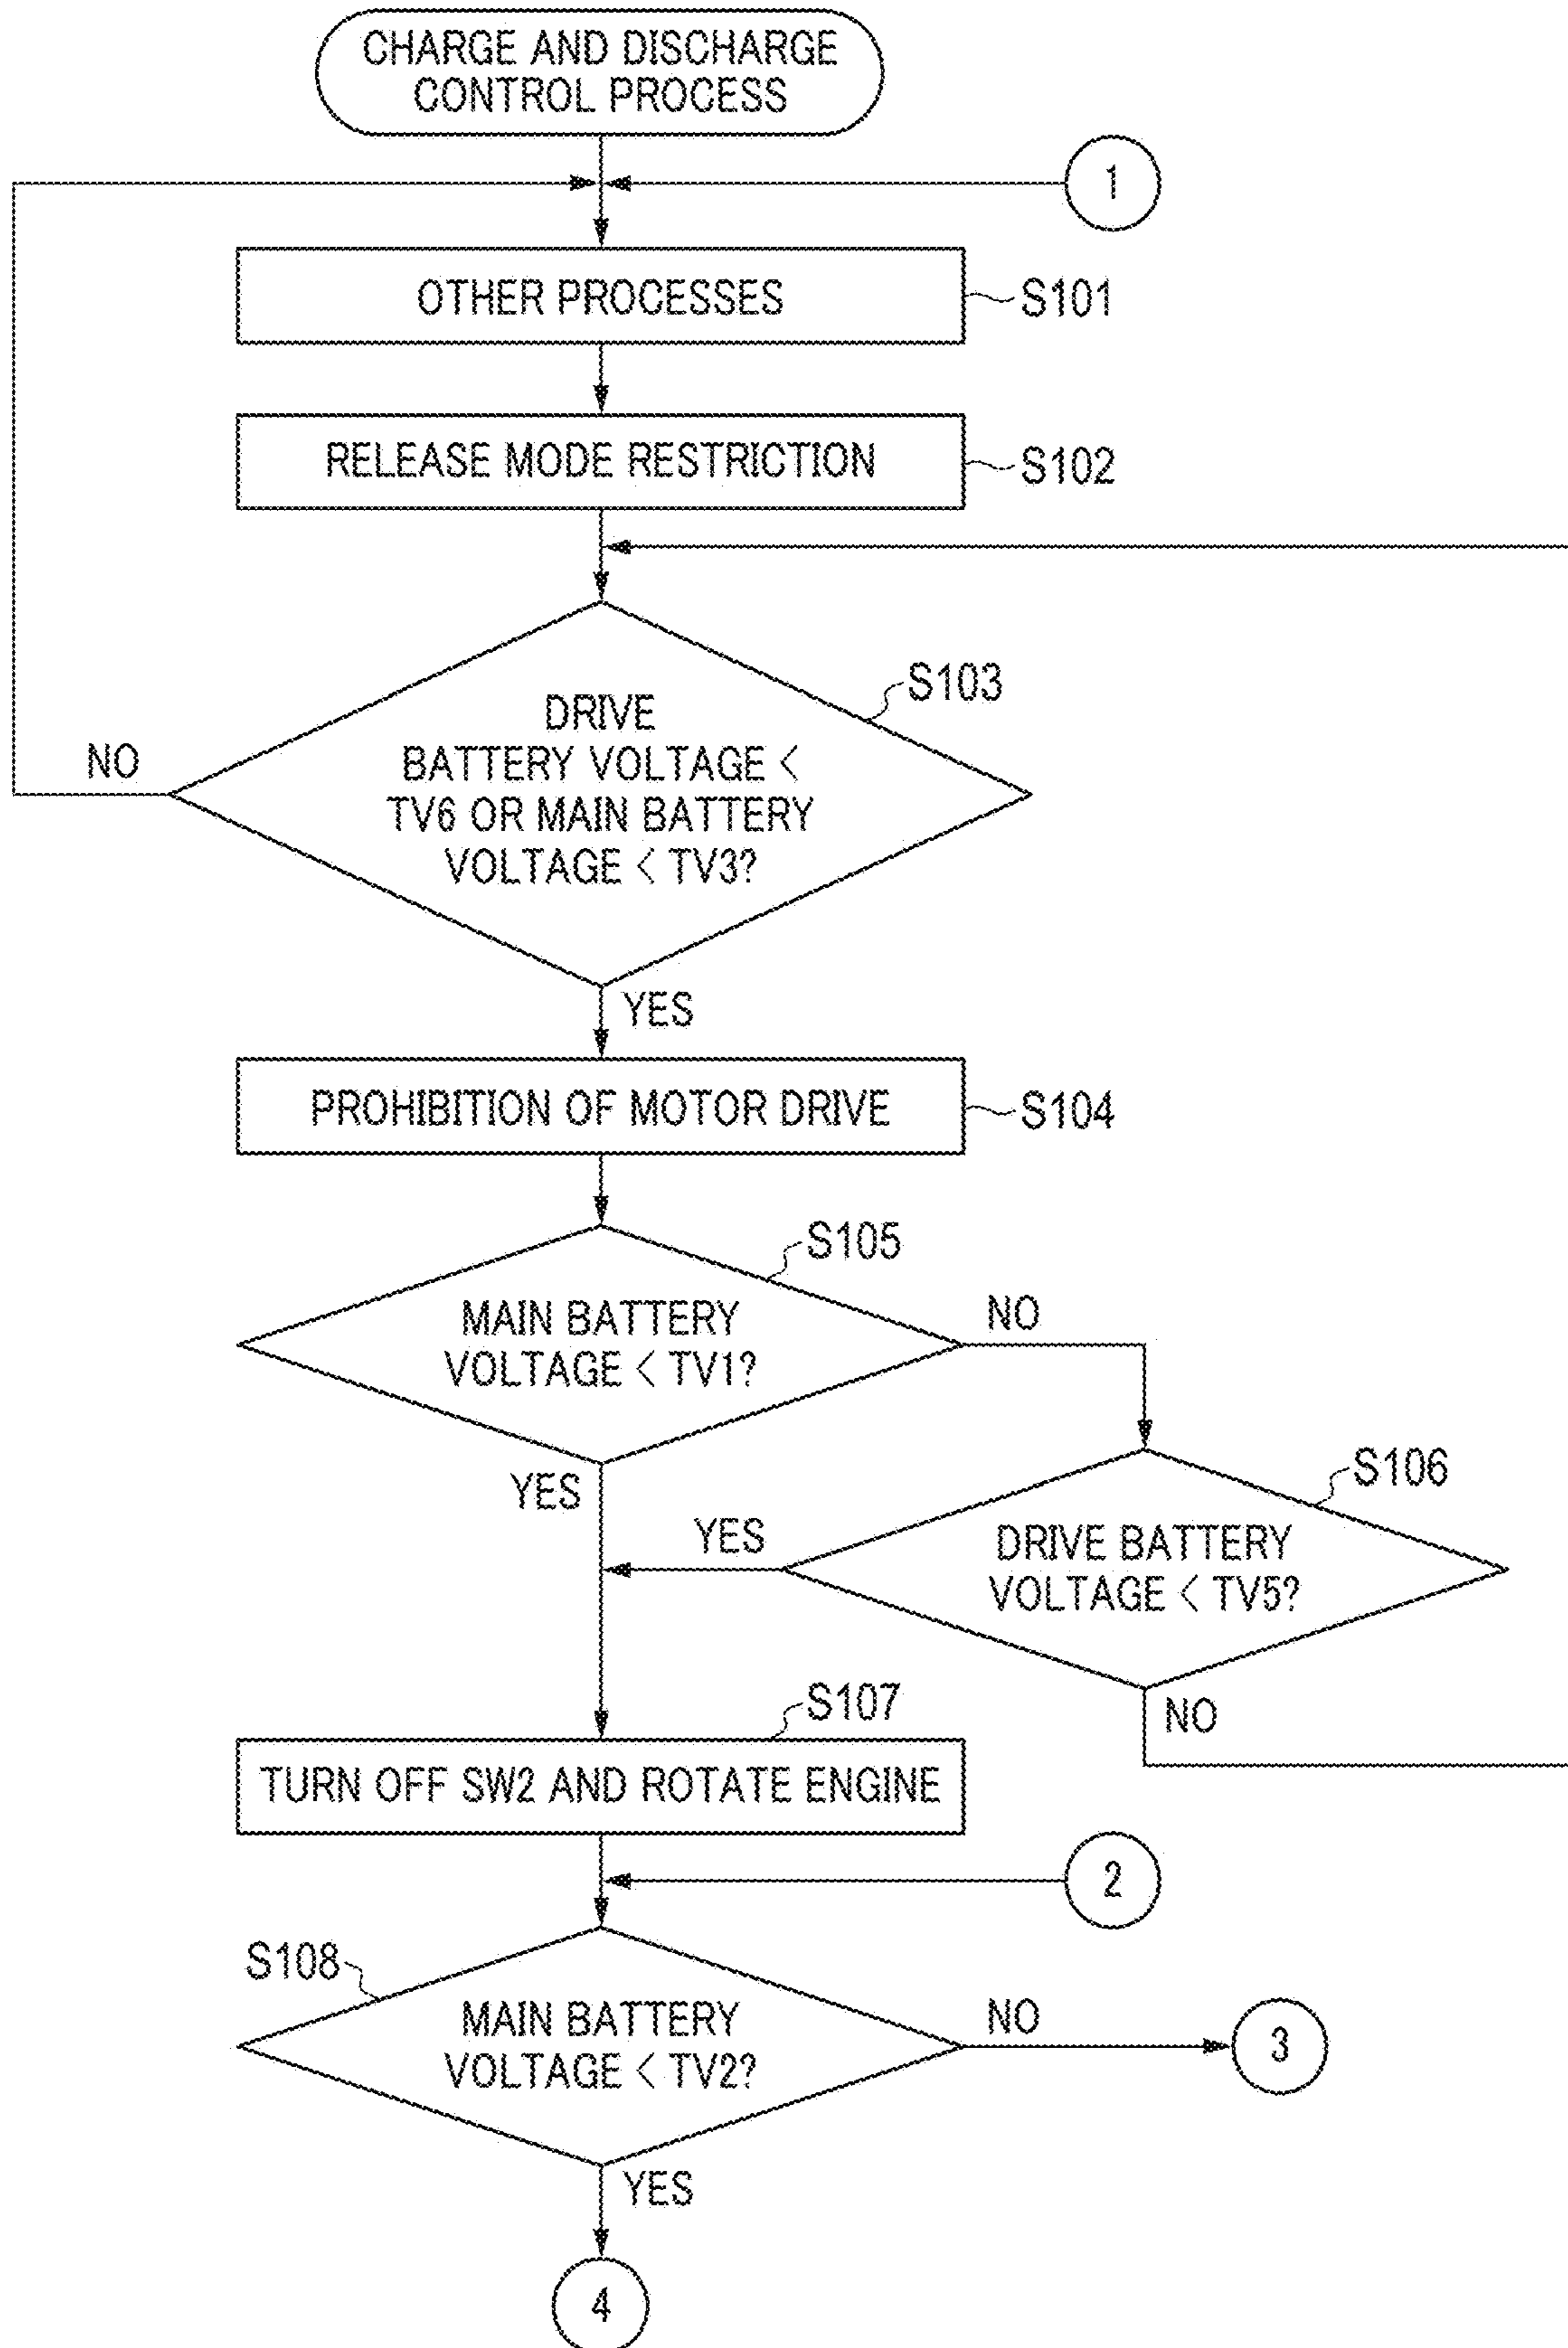 CHARGE AND DISCHARGE
CONTROL PROCESS
1
OTHER PROCESSES
S101
RELEASE MODE RESTRICTION
S102
S103
DRIVE
BATTERY VOLTAGE <
TV6 OR MAIN BATTERY
VOLTAGE < TV3?
NO
YES
PROHIBITION OF MOTOR DRIVE
S104
S105
MAIN BATTERY
VOLTAGE < TV1?
NO
YES
S106
DRIVE BATTERY
VOLTAGE < TV5?
YES
NO
S107
TURN OFF SW2 AND ROTATE ENGINE
2
S108
MAIN BATTERY
VOLTAGE < TV2?
NO
3
YES
4